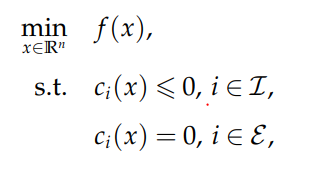 min f(x),
x∈ℝⁿ
s.t. cᵢ(x) ⩽ 0, i ∈ ℐ,
cᵢ(x) = 0, i ∈ ℰ,